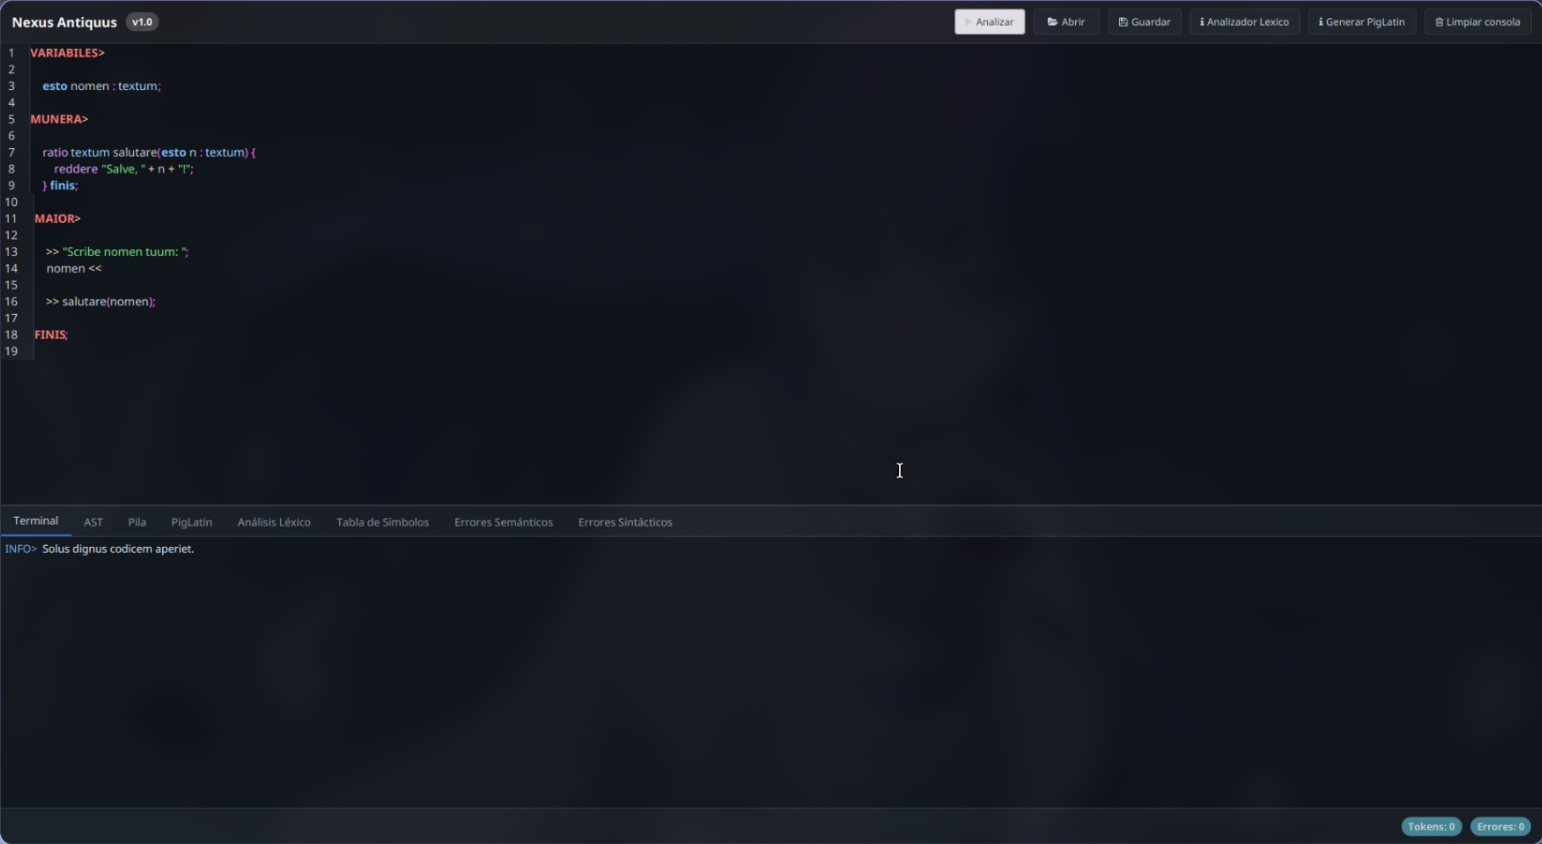 Nexus Antiquus v1.0 Analizar Abrir Guardar Analizador Lexico Generar PigLatin Limpiar consola
1 VARIABILES>
2
3 esto nomen : textum;
4
5 MUNERA>
6
7 ratio textum salutare(esto n : textum) {
8 reddere "Salve, " + n + "!";
9 } finis;
10
11 MAIOR>
12
13 >> "Scribe nomen tuum: ";
14 nomen <<
15
16 >> salutare(nomen);
17
18 FINIS;
19
Terminal AST Pila PigLatin Análisis Léxico Tabla de Símbolos Errores Semánticos Errores Sintácticos
INFO> Solus dignus codicem aperiet.
Tokens: 0 Errores: 0